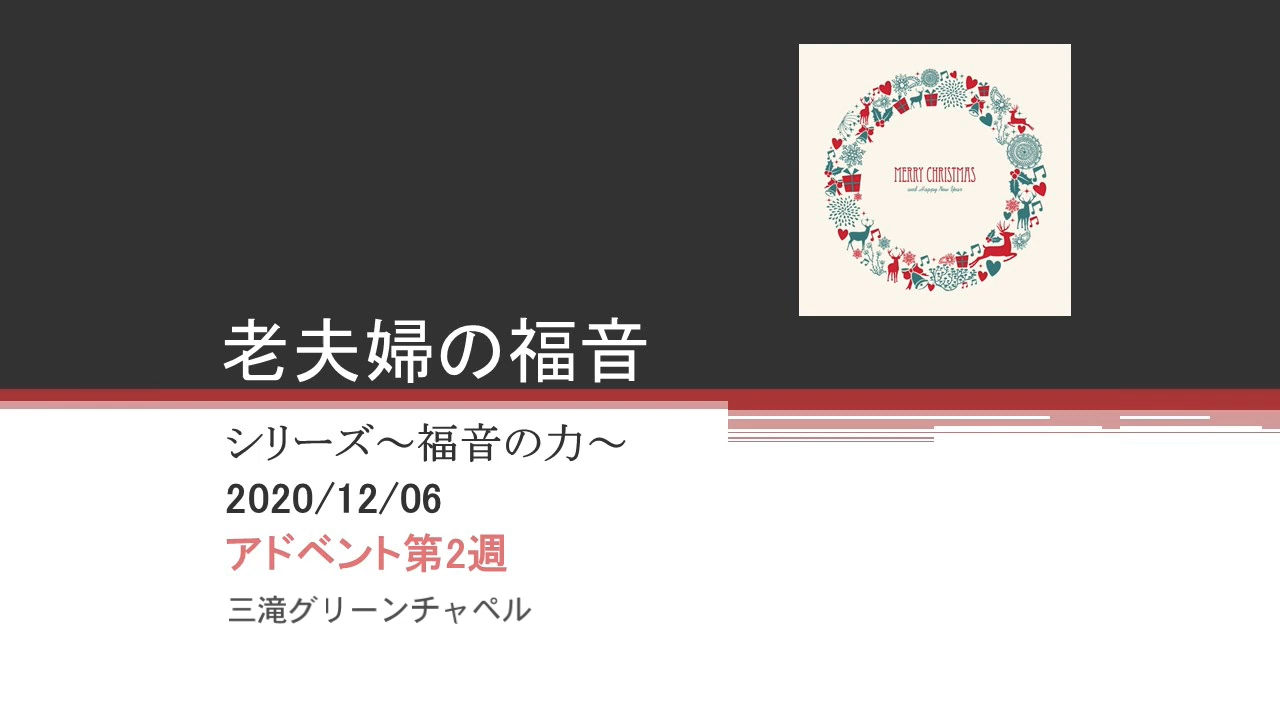 MERRY CHRISTMAS
and Happy New Year
老夫婦の福音
シリーズ～福音の力～
2020/12/06
アドベント第2週
三滝グリーンチャペル